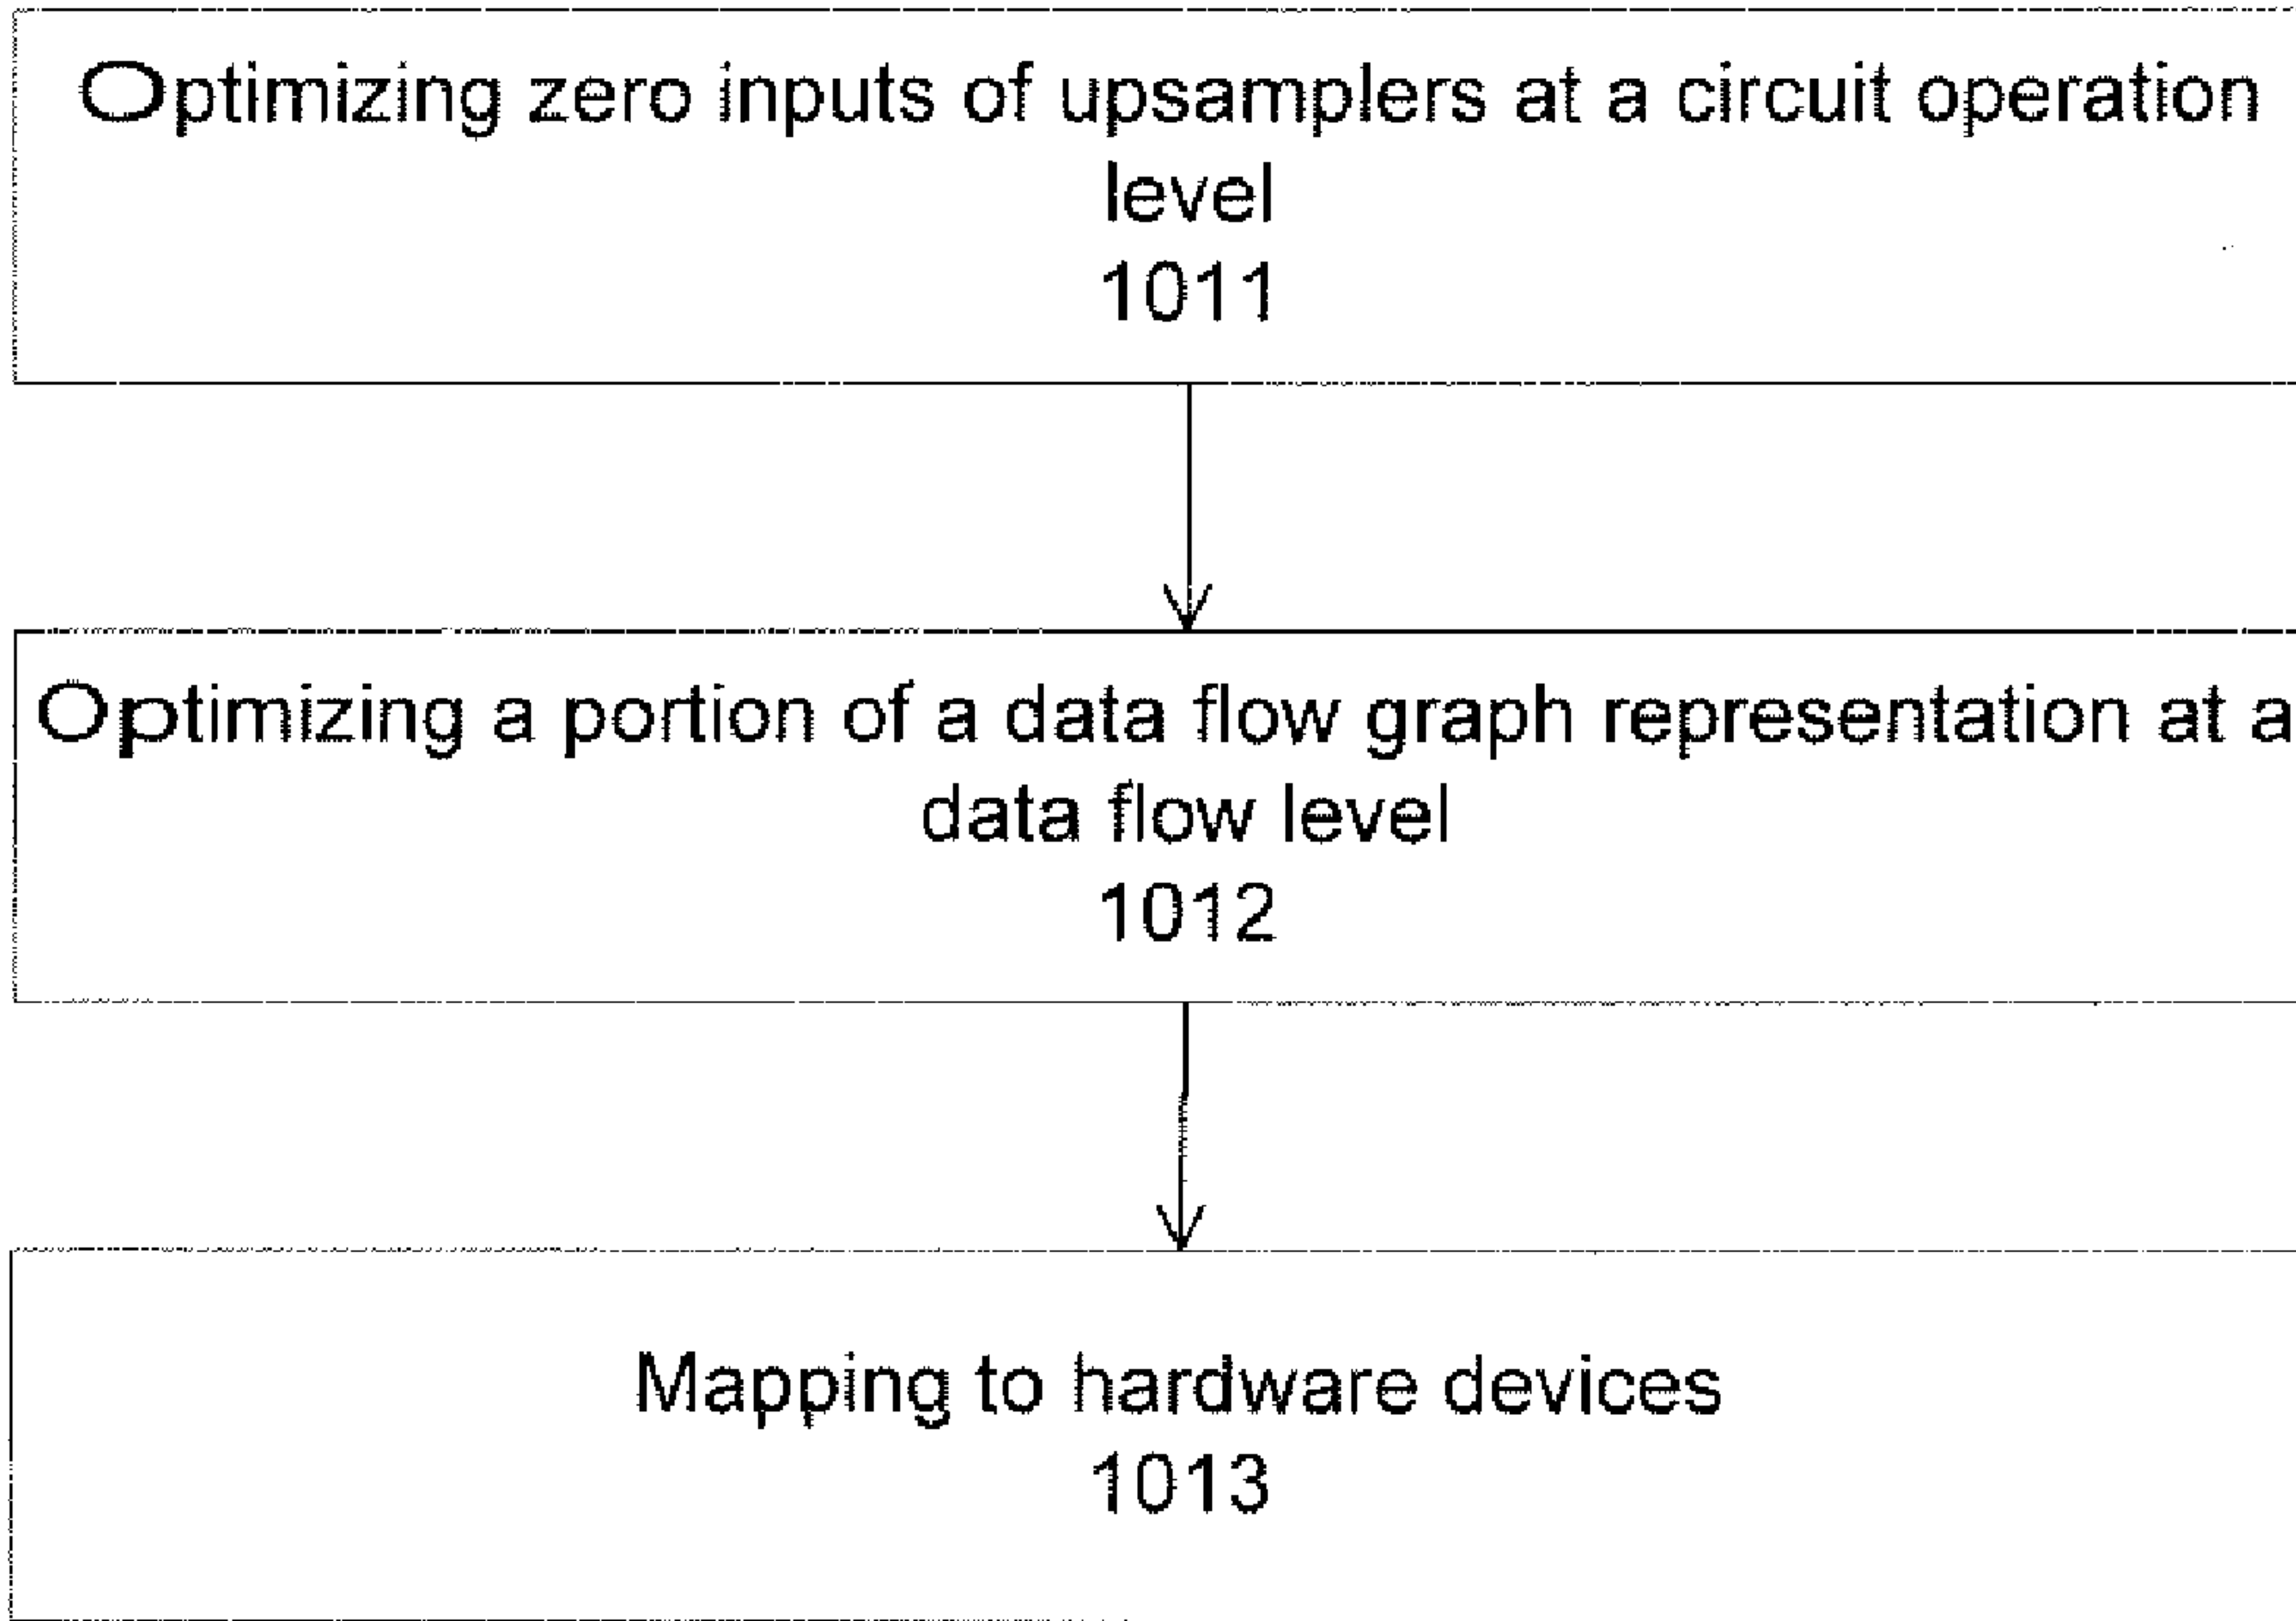 Optimizing zero inputs of upsamplers at a circuit operation
level
1011
Optimizing a portion of a data flow graph representation at a
data flow level
1012
Mapping to hardware devices
1013